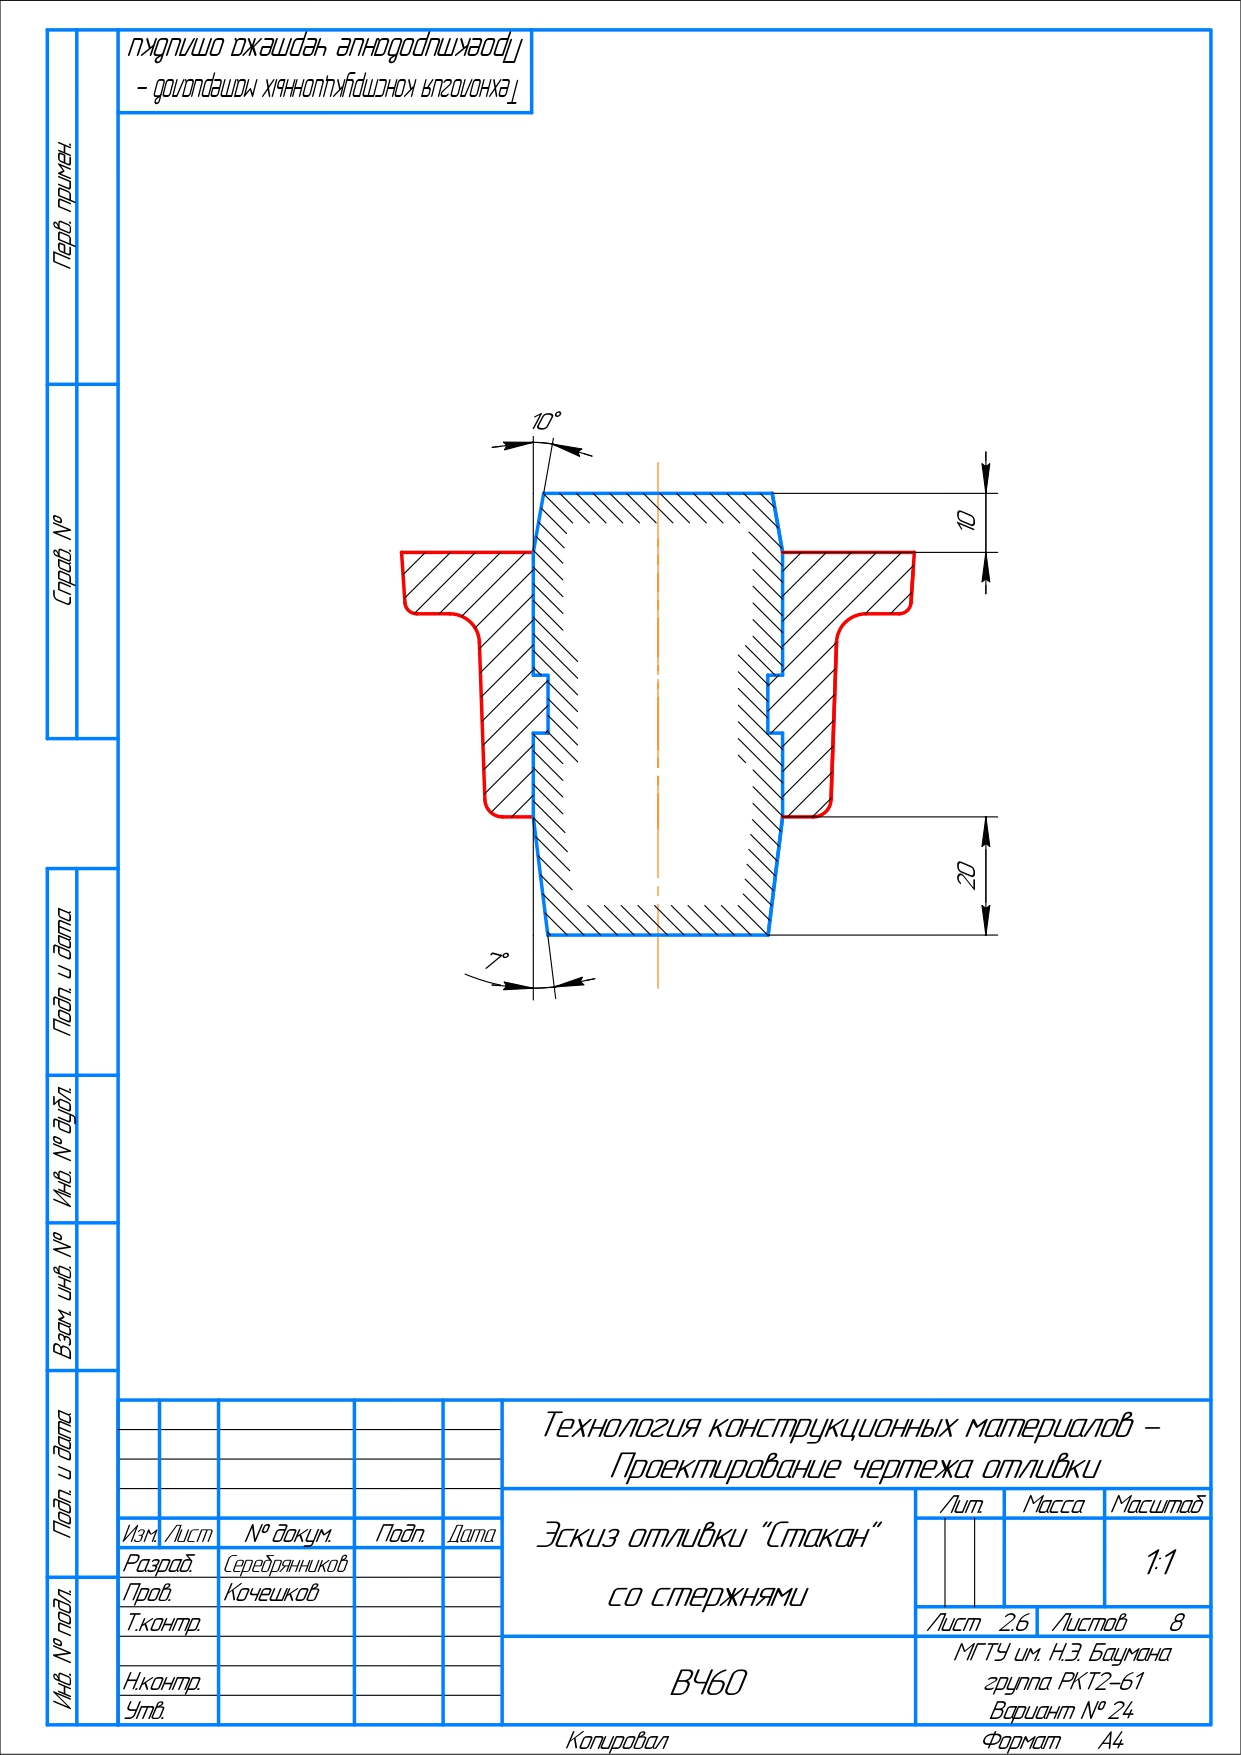 Проектирование чертежа отливки
Технология конструкционных материалов –
Перв. примен.
Справ. №
Подп. и дата
Инв. № дубл.
Взам. инв. №
Подп. и дата
Инв. № подл.
10°
10
20
7°
Технология конструкционных материалов –
Проектирование чертежа отливки
Изм. Лист № докум. Подп. Дата
Разраб. Серебрянников
Пров. Кочешков
Т.контр.
Н.контр.
Утв.
Эскиз отливки "Стакан"
со стержнями
ВЧ60
Лит. Масса Масштаб
1:1
Лист 2.6 Листов 8
МГТУ им. Н.Э. Баумана
группа РКТ2-61
Вариант № 24
Копировал Формат А4